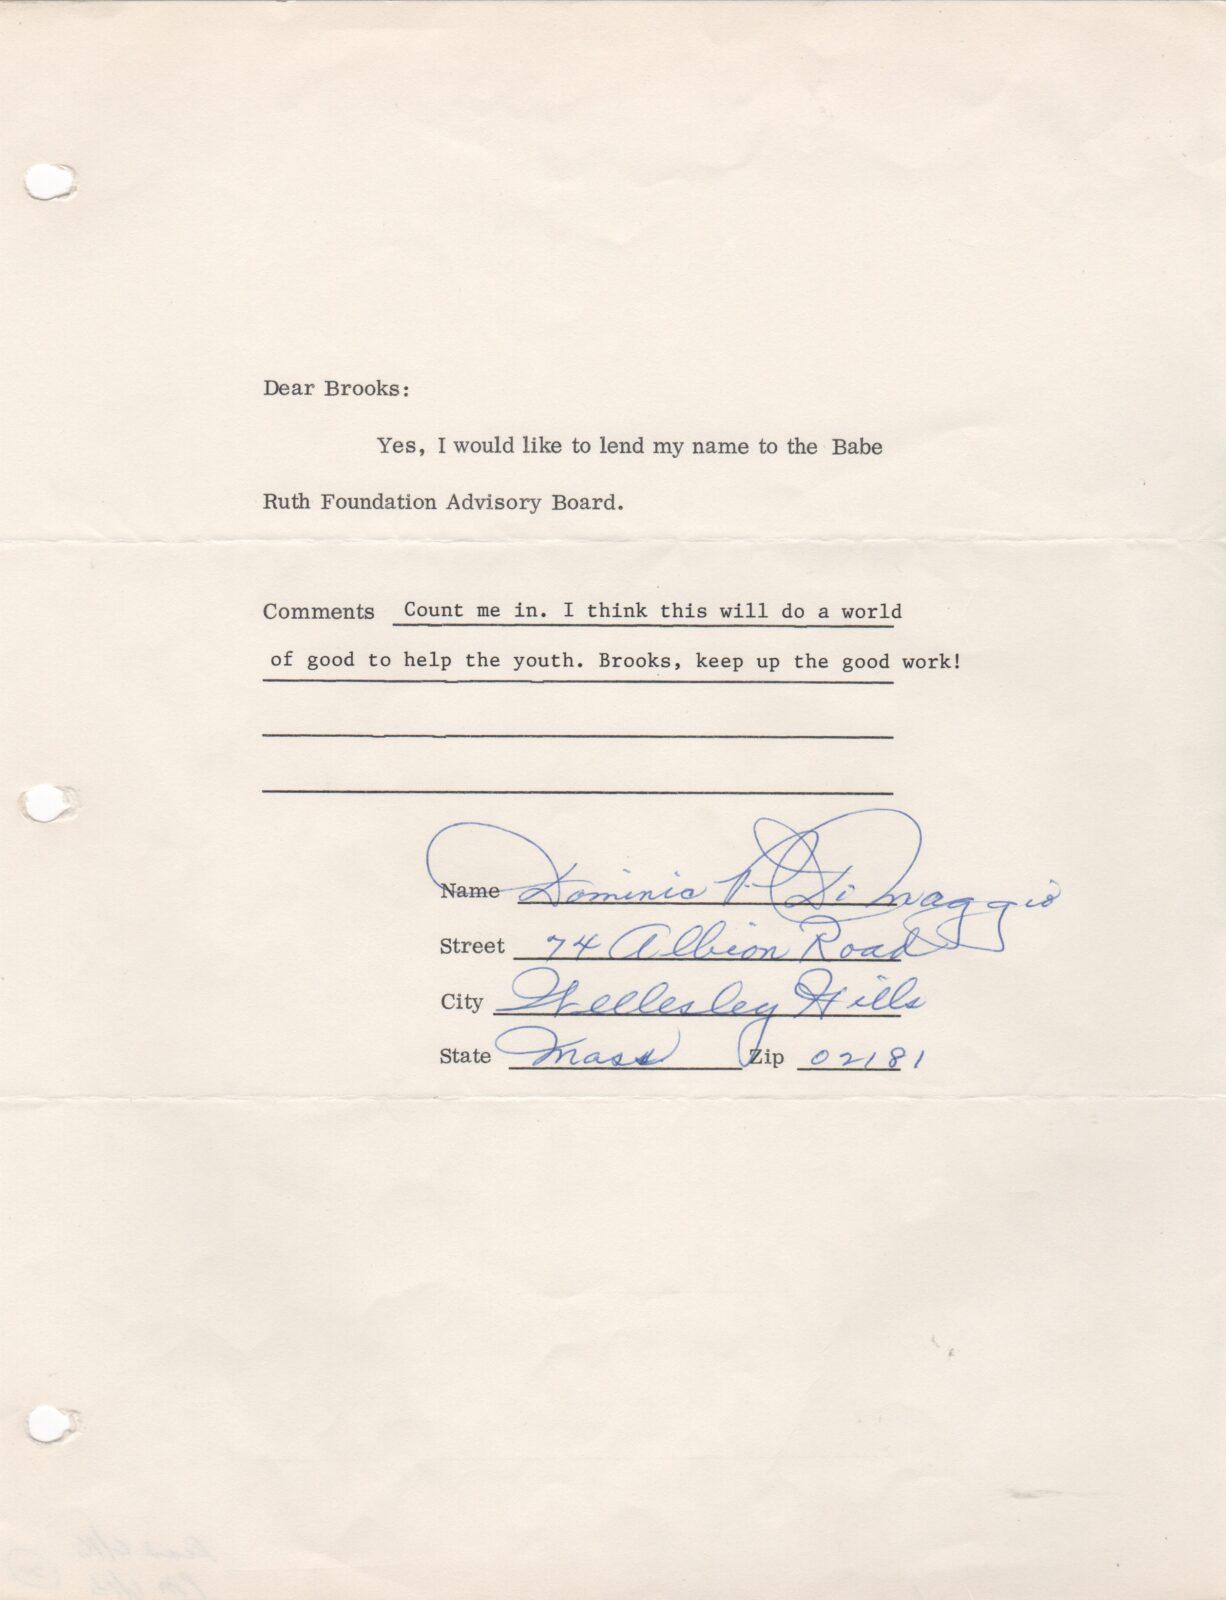 Dear Brooks:
Yes, I would like to lend my name to the Babe
Ruth Foundation Advisory Board.
Comments Count me in. I think this will do a world
of good to help the youth. Brooks, keep up the good work!
Name Dominic P. DiMaggio
Street 74 Albion Road
City Wellesley Hills
State Mass Zip 02181